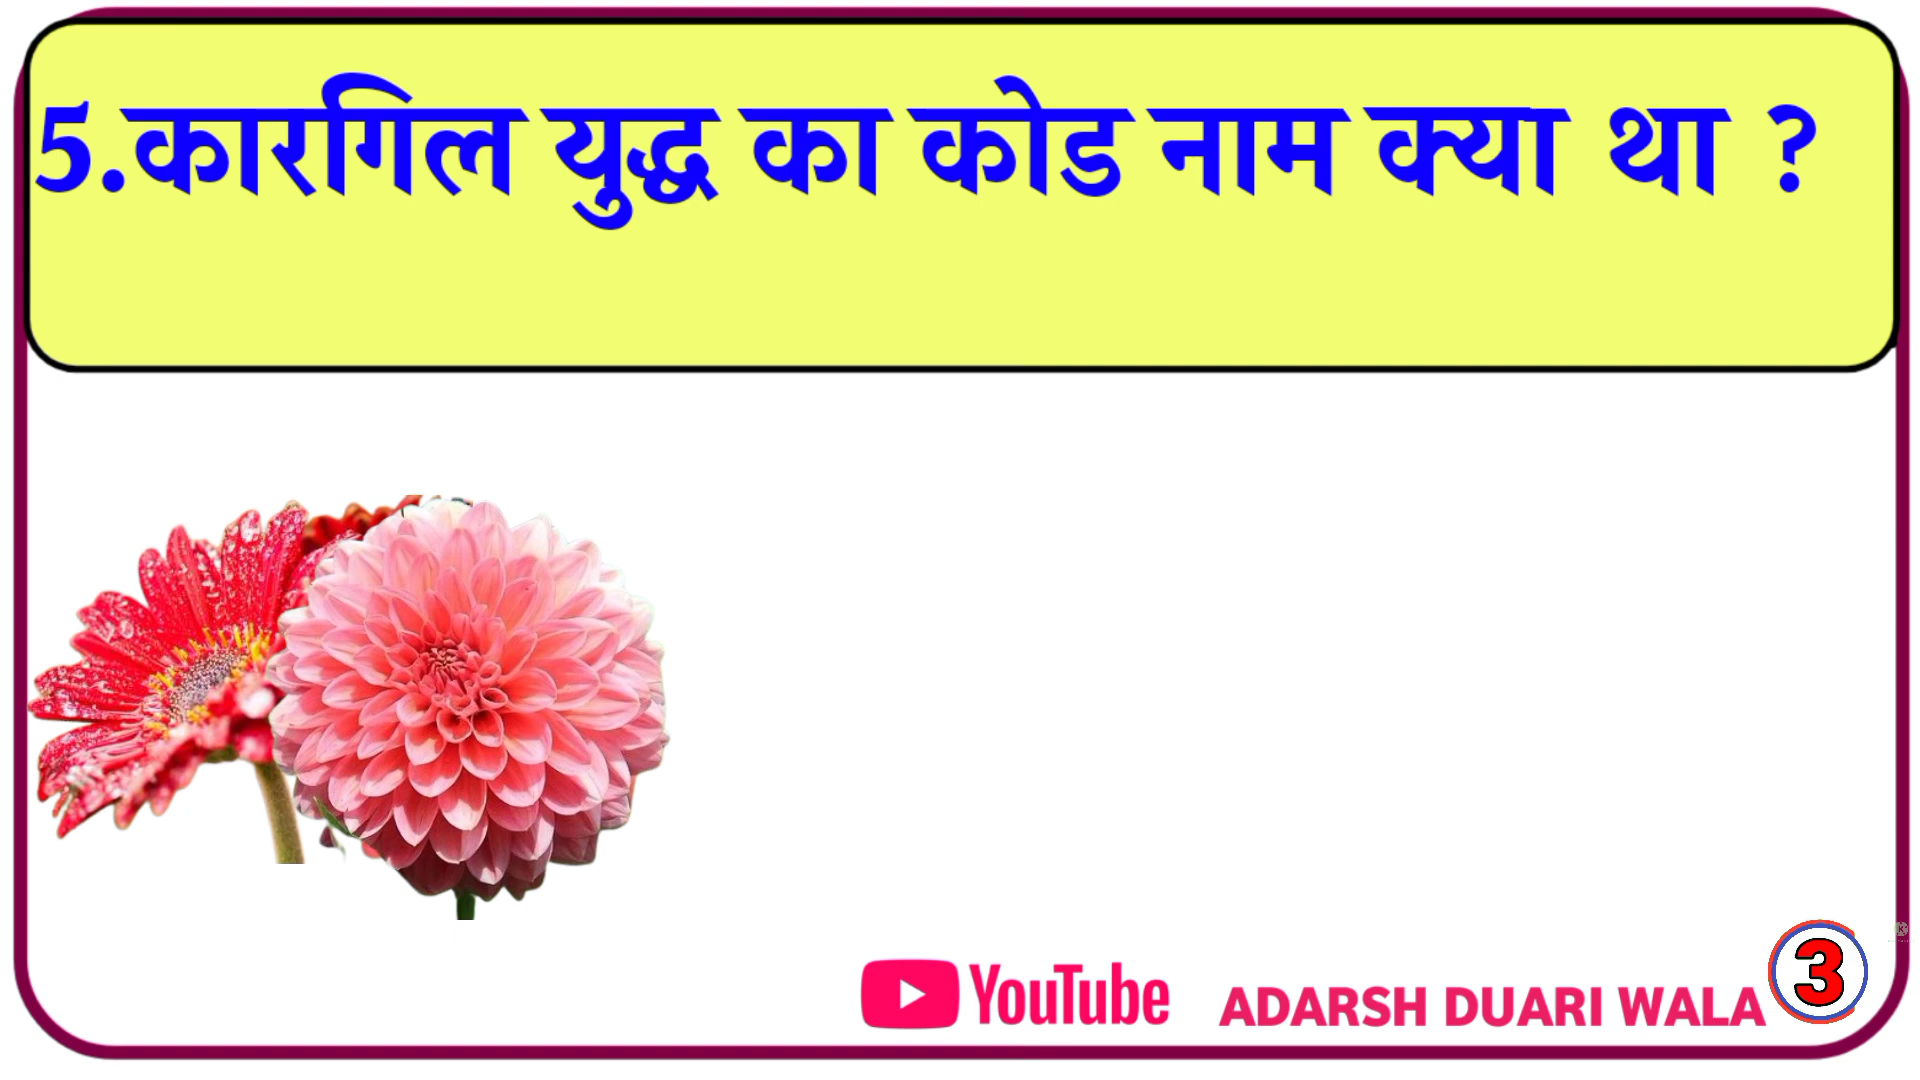 5.कारगिल युद्ध का कोड नाम क्या था ?
YouTube ADARSH DUARI WALA 3